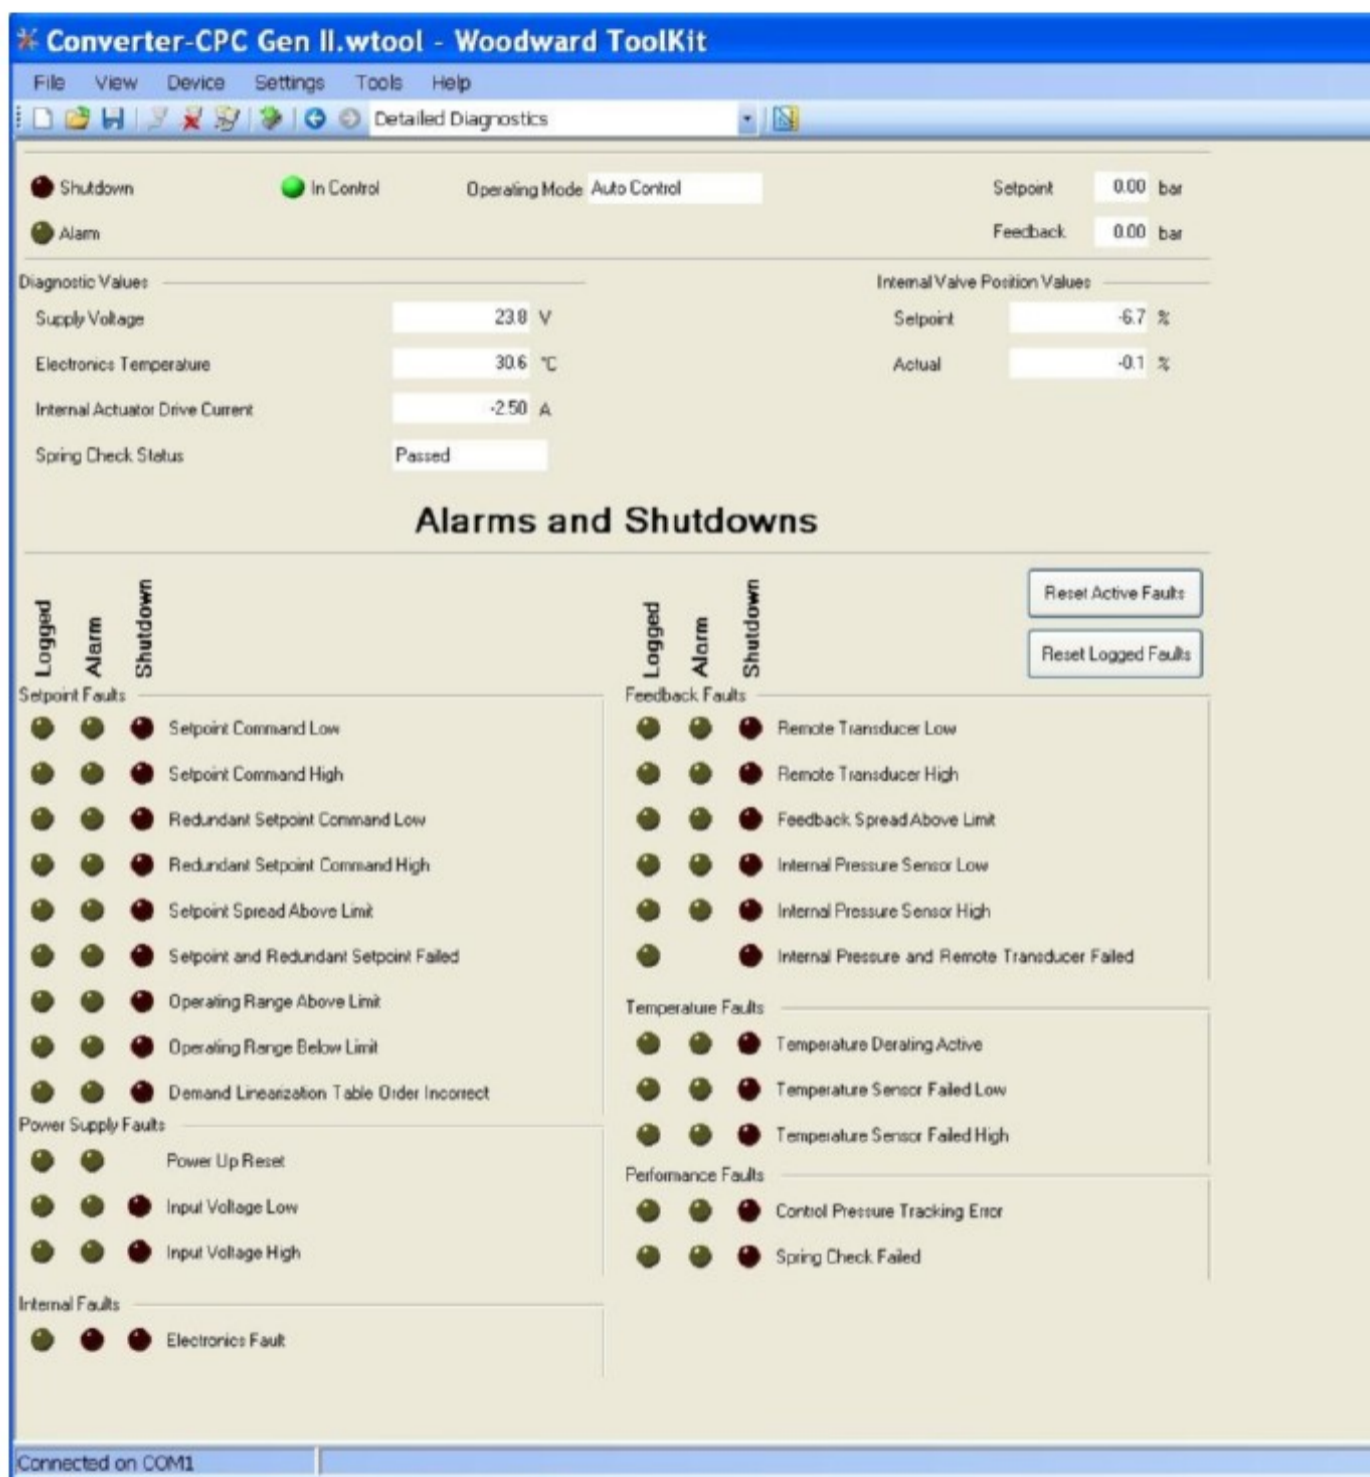 Converter-CPC Gen II.wtool - Woodward ToolKit
File View Device Settings Tools Help
Detailed Diagnostics
Shutdown In Control Operating Mode Auto Control Setpoint 0.00 bar
Alarm Feedback 0.00 bar
Diagnostic Values Internal Valve Position Values
Supply Voltage 23.8 V Setpoint -6.7 %
Electronics Temperature 30.6 °C Actual -0.1 %
Internal Actuator Drive Current -2.50 A
Spring Check Status Passed
Alarms and Shutdowns
Logged Alarm Shutdown Logged Alarm Shutdown
Reset Active Faults
Reset Logged Faults
Setpoint Faults
Setpoint Command Low
Setpoint Command High
Redundant Setpoint Command Low
Redundant Setpoint Command High
Setpoint Spread Above Limit
Setpoint and Redundant Setpoint Failed
Operating Range Above Limit
Operating Range Below Limit
Demand Linearization Table Order Incorrect
Power Supply Faults
Power Up Reset
Input Voltage Low
Input Voltage High
Internal Faults
Electronics Fault
Feedback Faults
Remote Transducer Low
Remote Transducer High
Feedback Spread Above Limit
Internal Pressure Sensor Low
Internal Pressure Sensor High
Internal Pressure and Remote Transducer Failed
Temperature Faults
Temperature Derating Active
Temperature Sensor Failed Low
Temperature Sensor Failed High
Performance Faults
Control Pressure Tracking Error
Spring Check Failed
Connected on COM1